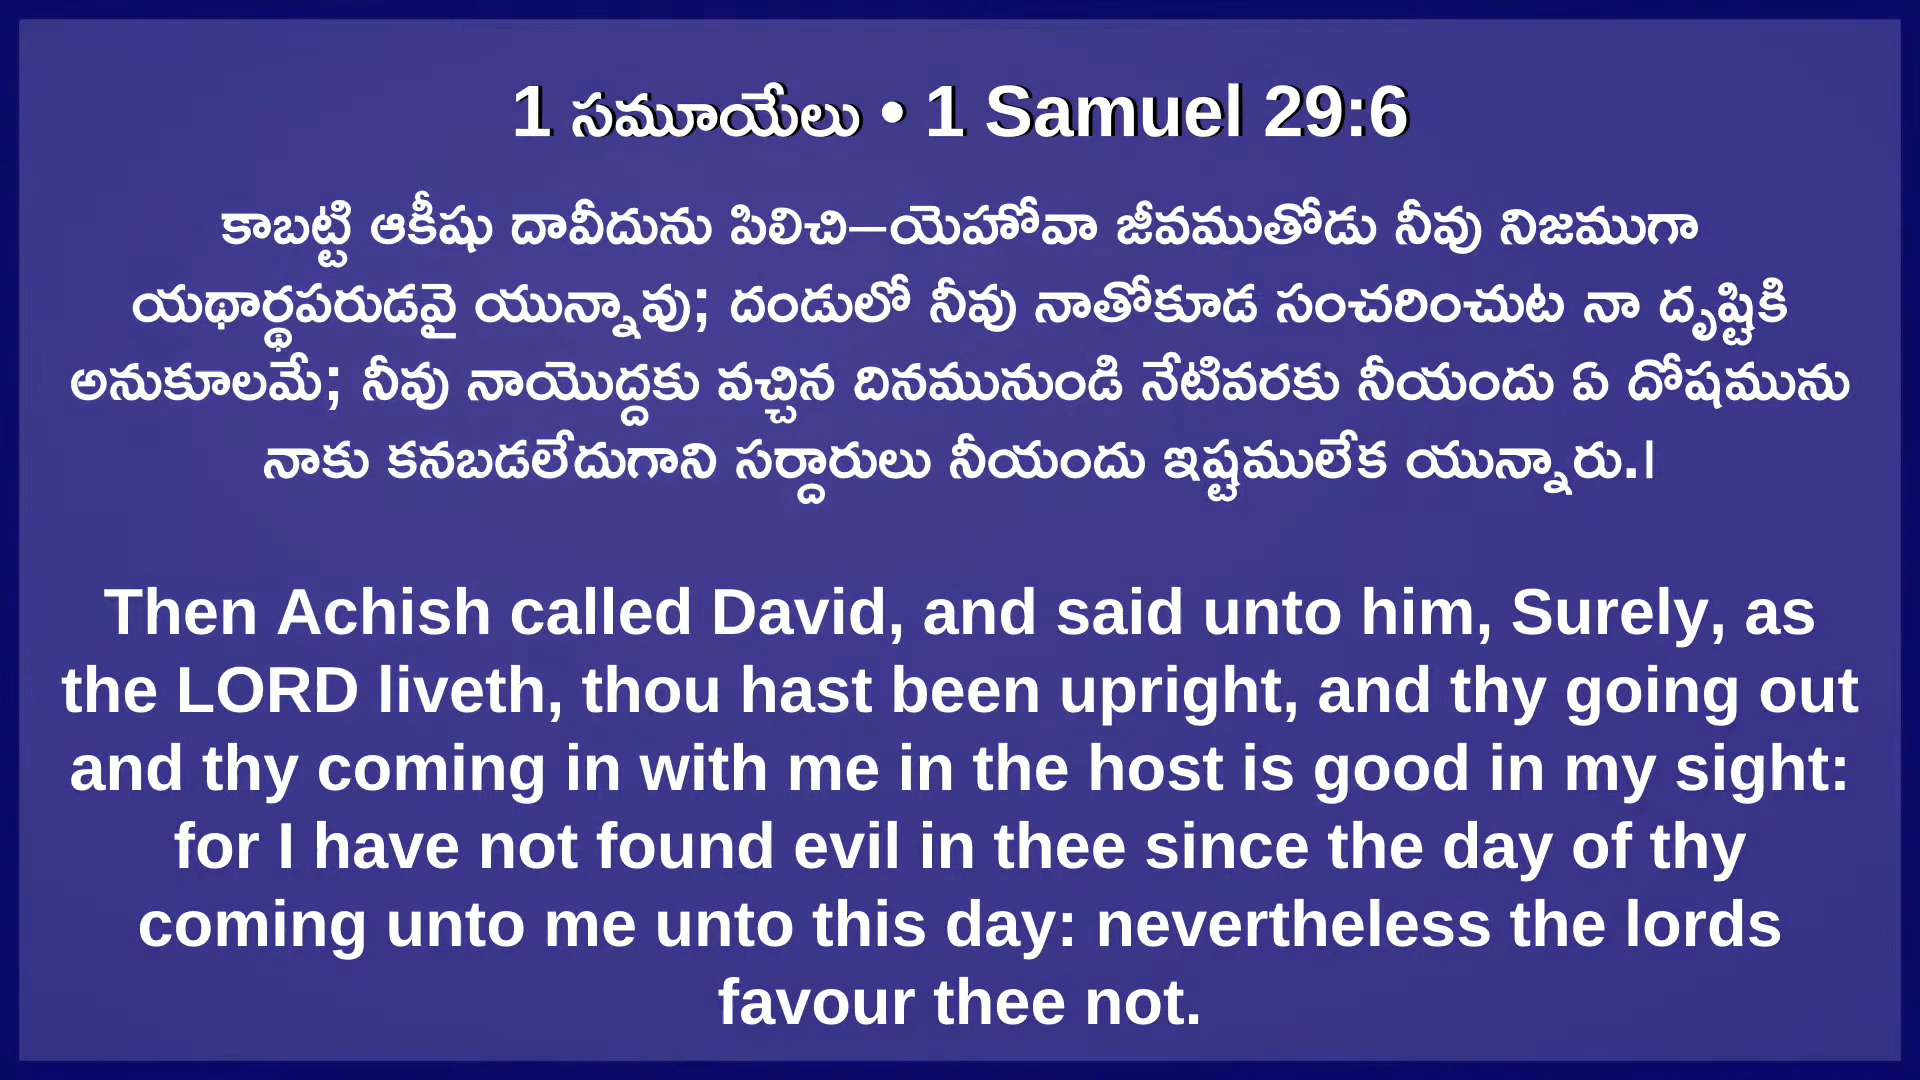 1 సమూయేలు • 1 Samuel 29:6
కాబట్టి ఆకీషు దావీదును పిలిచి—యెహోవా జీవముతోడు నీవు నిజముగా
యథార్థపరుడవై యున్నావు; దండులో నీవు నాతోకూడ సంచరించుట నా దృష్టికి
అనుకూలమే; నీవు నాయొద్దకు వచ్చిన దినమునుండి నేటివరకు నీయందు ఏ దోషమును
నాకు కనబడలేదుగాని సర్దారులు నీయందు ఇష్టములేక యున్నారు.।
Then Achish called David, and said unto him, Surely, as
the LORD liveth, thou hast been upright, and thy going out
and thy coming in with me in the host is good in my sight:
for I have not found evil in thee since the day of thy
coming unto me unto this day: nevertheless the lords
favour thee not.